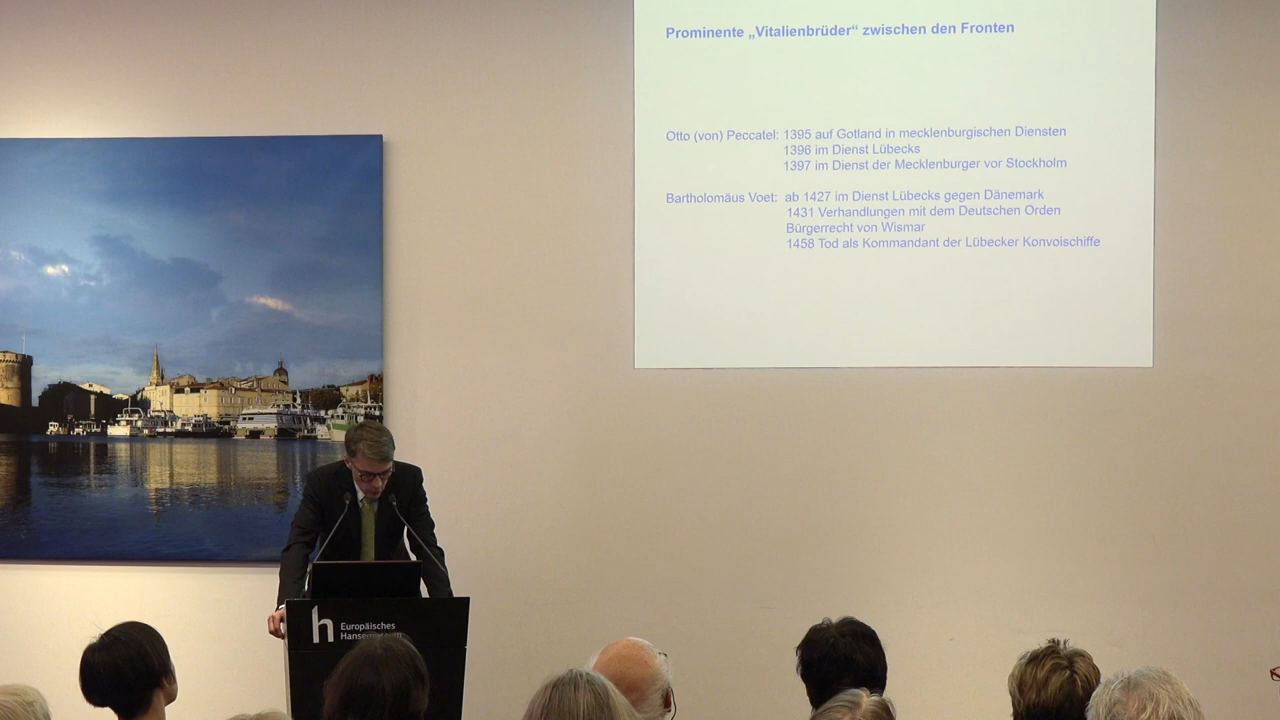 Prominente „Vitalienbrüder“ zwischen den Fronten
Otto (von) Peccatel: 1395 auf Gotland in mecklenburgischen Diensten
1396 im Dienst Lübecks
1397 im Dienst der Mecklenburger vor Stockholm
Bartholomäus Voet: ab 1427 im Dienst Lübecks gegen Dänemark
1431 Verhandlungen mit dem Deutschen Orden
Bürgerrecht von Wismar
1458 Tod als Kommandant der Lübecker Konvoischiffe
h
Europäisches